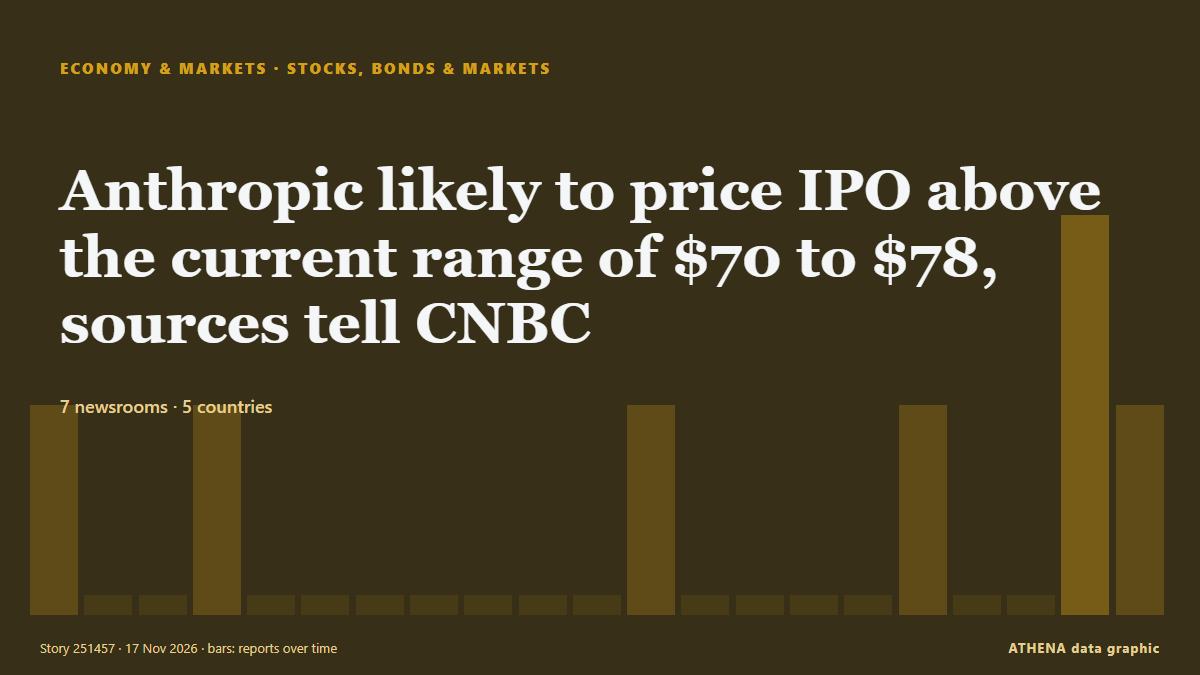 ECONOMY & MARKETS · STOCKS, BONDS & MARKETS
Anthropic likely to price IPO above
the current range of $70 to $78,
sources tell CNBC
7 newsrooms · 5 countries
Story 251457 · 17 Nov 2026 · bars: reports over time
ATHENA data graphic